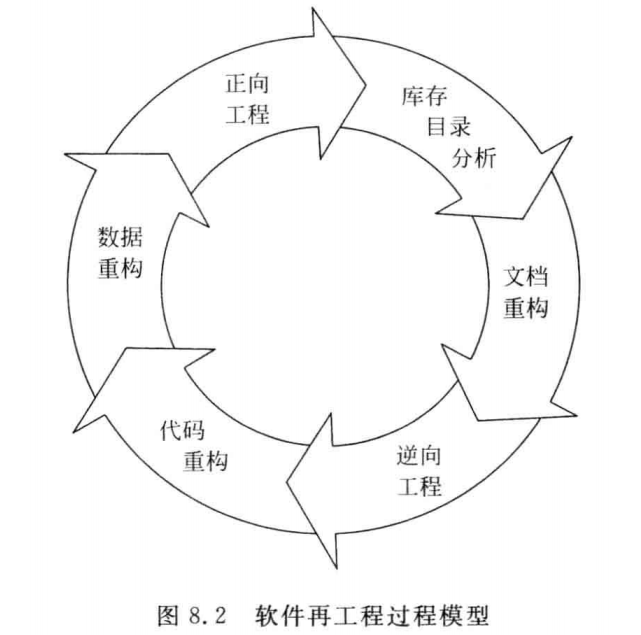 正向
工程
库存
目录
分析
文档
重构
逆向
工程
代码
重构
数据
重构
图 8.2 软件再工程过程模型